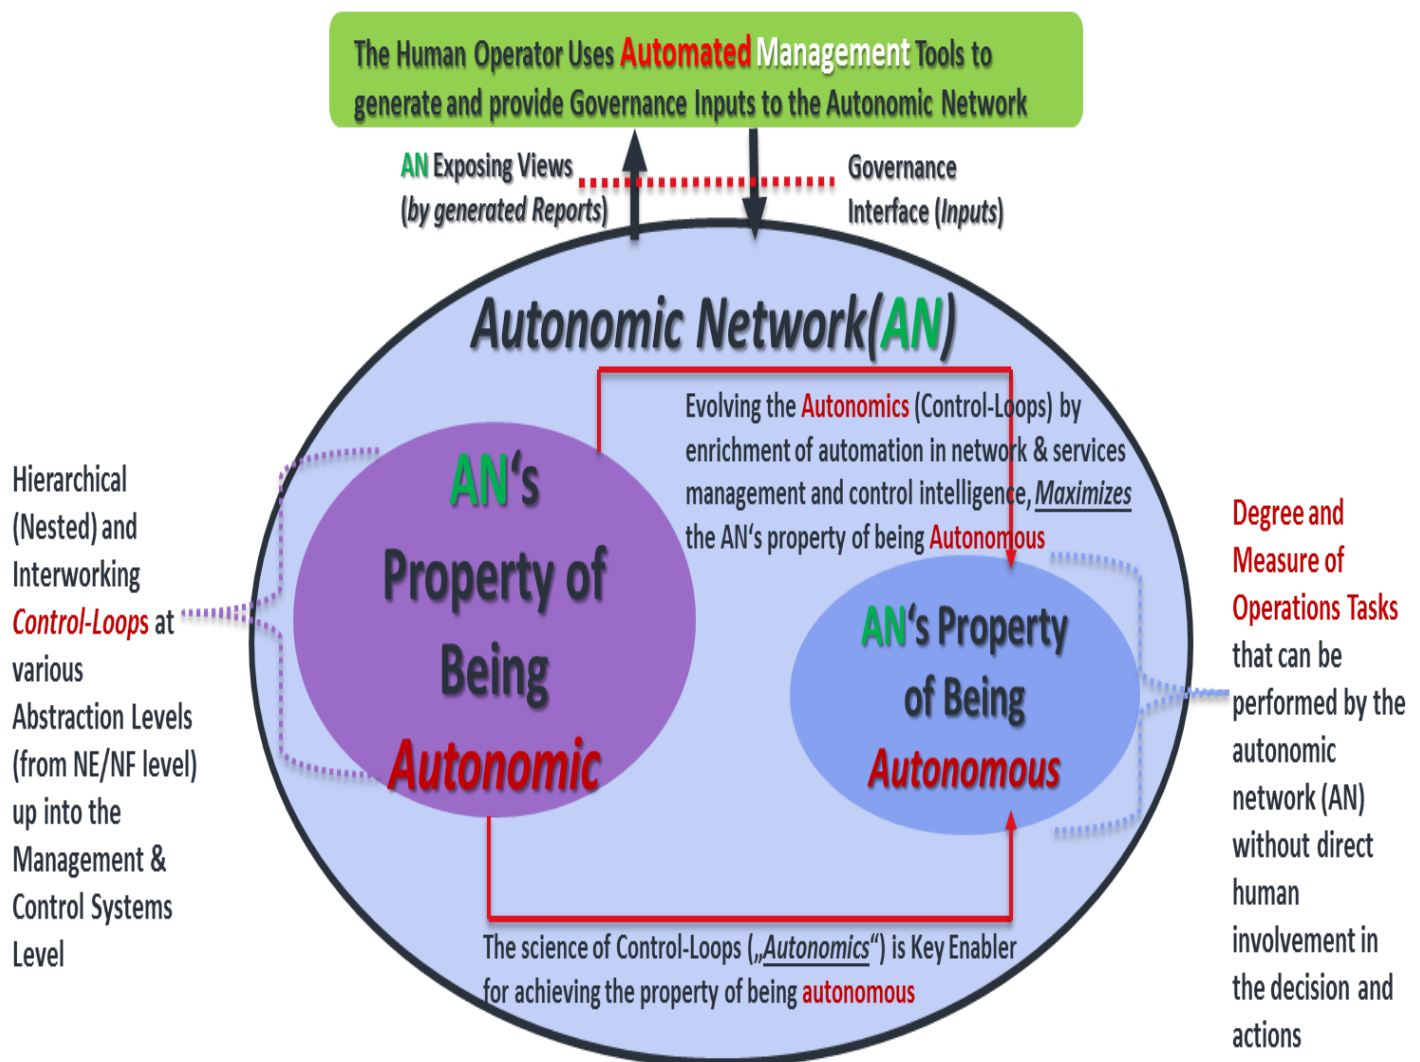 The Human Operator Uses Automated Management Tools to
generate and provide Governance Inputs to the Autonomic Network
AN Exposing Views
(by generated Reports)
Governance
Interface (Inputs)
Autonomic Network(AN)
Evolving the Autonomics (Control-Loops) by
enrichment of automation in network & services
management and control intelligence, Maximizes
the AN‘s property of being Autonomous
Hierarchical
(Nested) and
Interworking
Control-Loops at
various
Abstraction Levels
(from NE/NF level)
up into the
Management &
Control Systems
Level
AN‘s
Property of
Being
Autonomic
AN‘s Property
of Being
Autonomous
Degree and
Measure of
Operations Tasks
that can be
performed by the
autonomic
network (AN)
without direct
human
involvement in
the decision and
actions
The science of Control-Loops („Autonomics“) is Key Enabler
for achieving the property of being autonomous